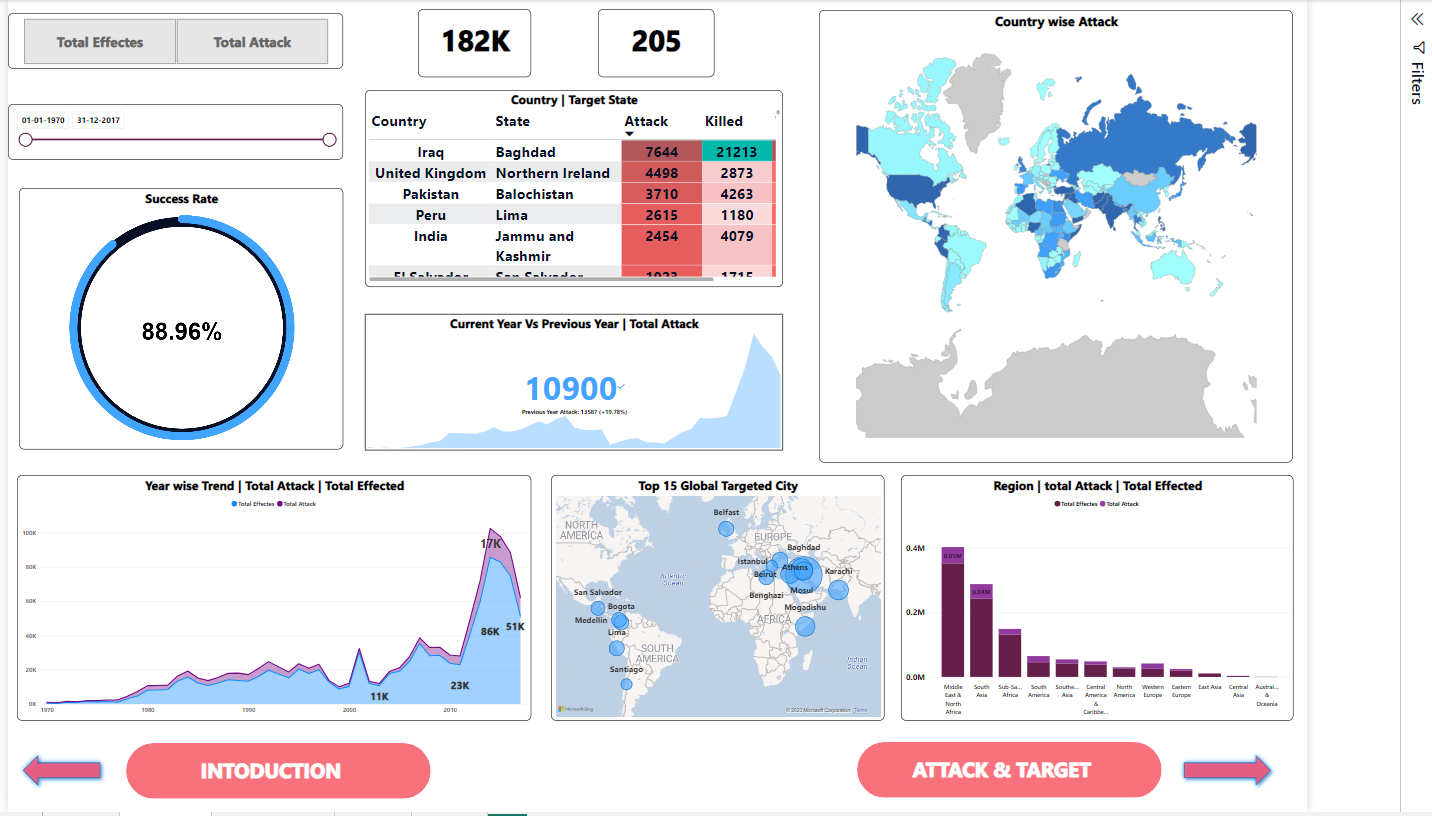 Total Effectes Total Attack
182K
205
Country wise Attack
Filters
01-01-1970 31-12-2017
Country | Target State
Country State Attack Killed
Iraq Baghdad 7644 21213
United Kingdom Northern Ireland 4498 2873
Pakistan Balochistan 3710 4263
Peru Lima 2615 1180
India Jammu and Kashmir 2454 4079
El Salvador San Salvador 1923 1715
Success Rate
88.96%
Current Year Vs Previous Year | Total Attack
10900
Previous Year Attack: 13587 (+19.78%)
Year wise Trend | Total Attack | Total Effected
Total Effectes Total Attack
100K
80K
60K
40K
20K
0K
17K
86K
51K
23K
11K
1970 1980 1990 2000 2010
Top 15 Global Targeted City
NORTH AMERICA
EUROPE
AFRICA
SOUTH AMERICA
Atlantic Ocean
Indian Ocean
Belfast
Baghdad
Istanbul
Athens
Beirut
Karachi
Mosul
Benghazi
Mogadishu
San Salvador
Bogota
Medellin
Lima
Santiago
Microsoft Bing
© 2023 Microsoft Corporation Terms
Region | total Attack | Total Effected
Total Effectes Total Attack
0.4M
0.2M
0.0M
0.05M
0.04M
Middle East & North Africa
South Asia
Sub-Sa... Africa
South America
Southe... Asia
Central America & Caribbe...
North America
Western Europe
Eastern Europe
East Asia
Central Asia
Austral... & Oceania
INTODUCTION
ATTACK & TARGET